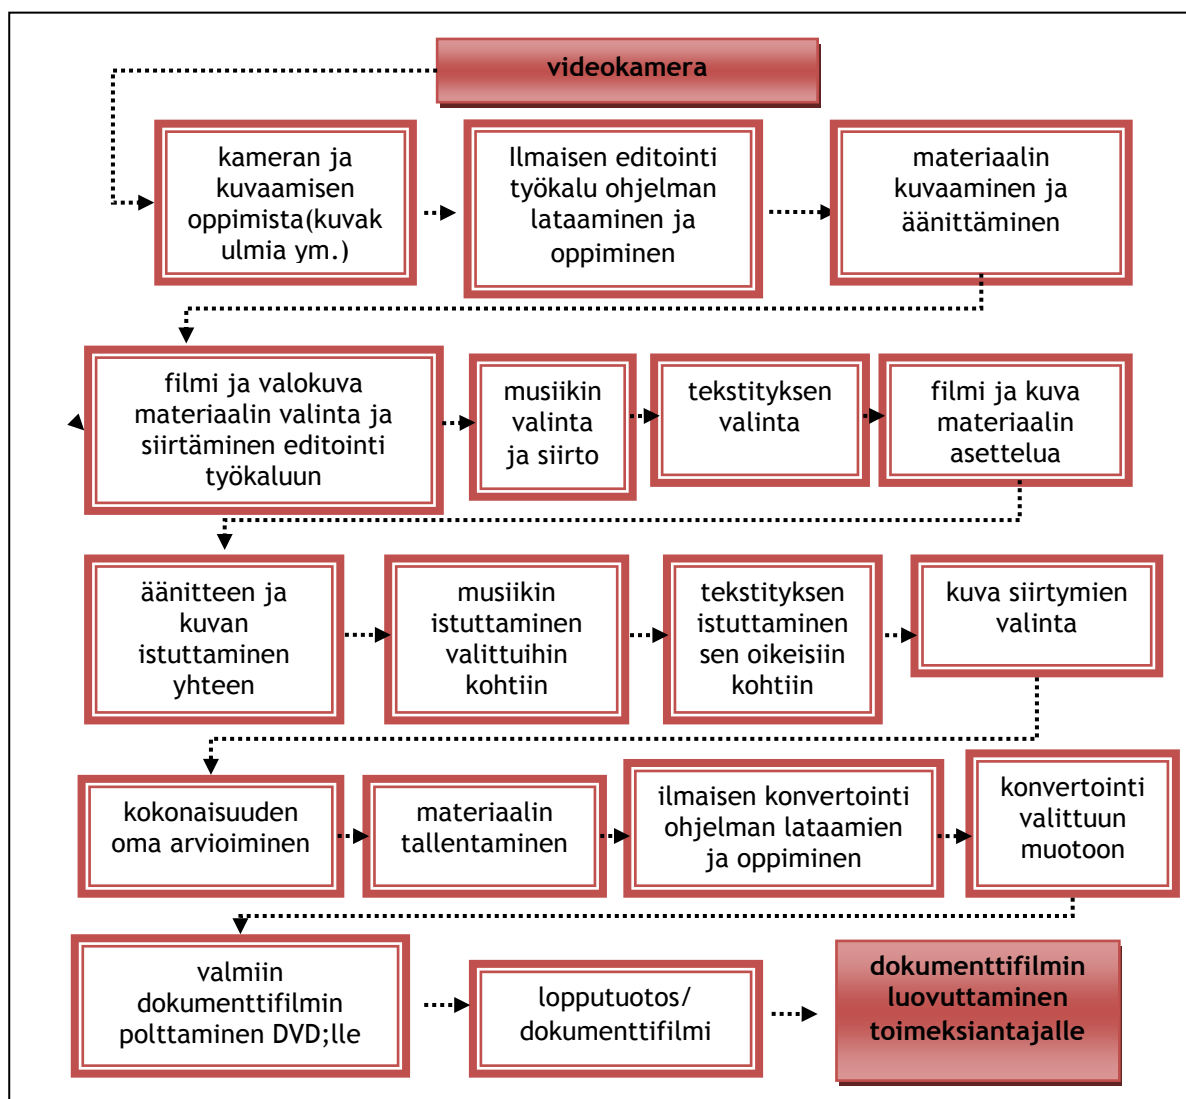 videokamera
kameran ja
kuvaamisen
oppimista(kuvak
ulmia ym.)
Ilmaisen editointi
työkalu ohjelman
lataaminen ja
oppiminen
materiaalin
kuvaaminen ja
äänittäminen
filmi ja valokuva
materiaalin valinta ja
siirtäminen editointi
työkaluun
musiikin
valinta
ja siirto
tekstityksen
valinta
filmi ja kuva
materiaalin
asettelua
äänitteen ja
kuvan
istuttaminen
yhteen
musiikin
istuttaminen
valittuihin
kohtiin
tekstityksen
istuttaminen
sen oikeisiin
kohtiin
kuva siirtymien
valinta
kokonaisuuden
oma arvioiminen
materiaalin
tallentaminen
ilmaisen konvertointi
ohjelman lataamien
ja oppiminen
konvertointi
valittuun
muotoon
valmiin
dokumenttifilmin
polttaminen DVD;lle
lopputuotos/
dokumenttifilmi
dokumenttifilmin
luovuttaminen
toimeksiantajalle